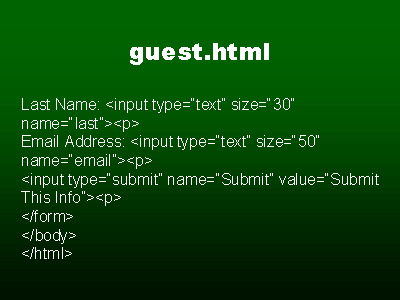 guest.html
Last Name: <input type="text" size="30"
name="last"><p>
Email Address: <input type="text" size="50"
name="email"><p>
<input type="submit" name="Submit" value="Submit
This Info"><p>
</form>
</body>
</html>